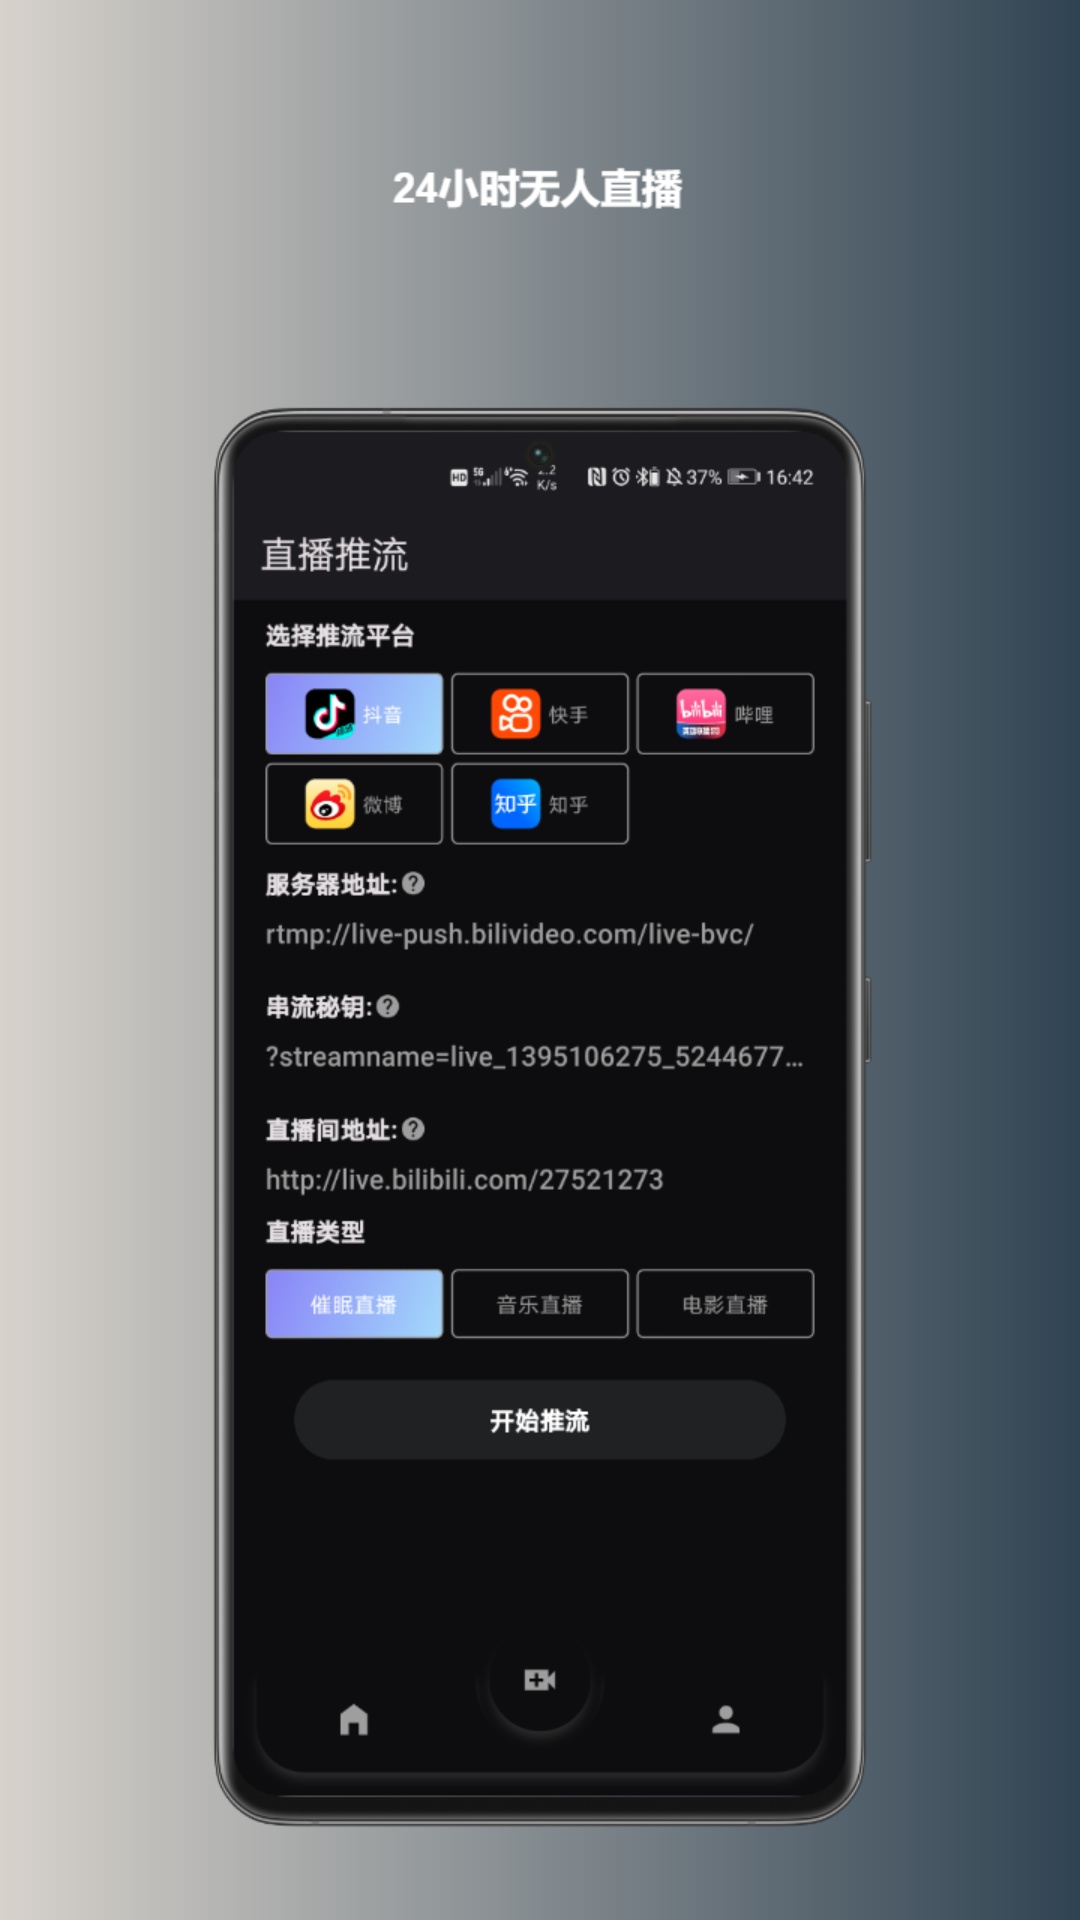 24小时无人直播
HD 5G 2.2 K/s 37% 16:42
直播推流
选择推流平台
抖音 快手 bilibili 哔哩
微博 知乎 知乎
服务器地址:
rtmp://live-push.bilivideo.com/live-bvc/
串流秘钥:
?streamname=live_1395106275_5244677...
直播间地址:
http://live.bilibili.com/27521273
直播类型
催眠直播 音乐直播 电影直播
开始推流